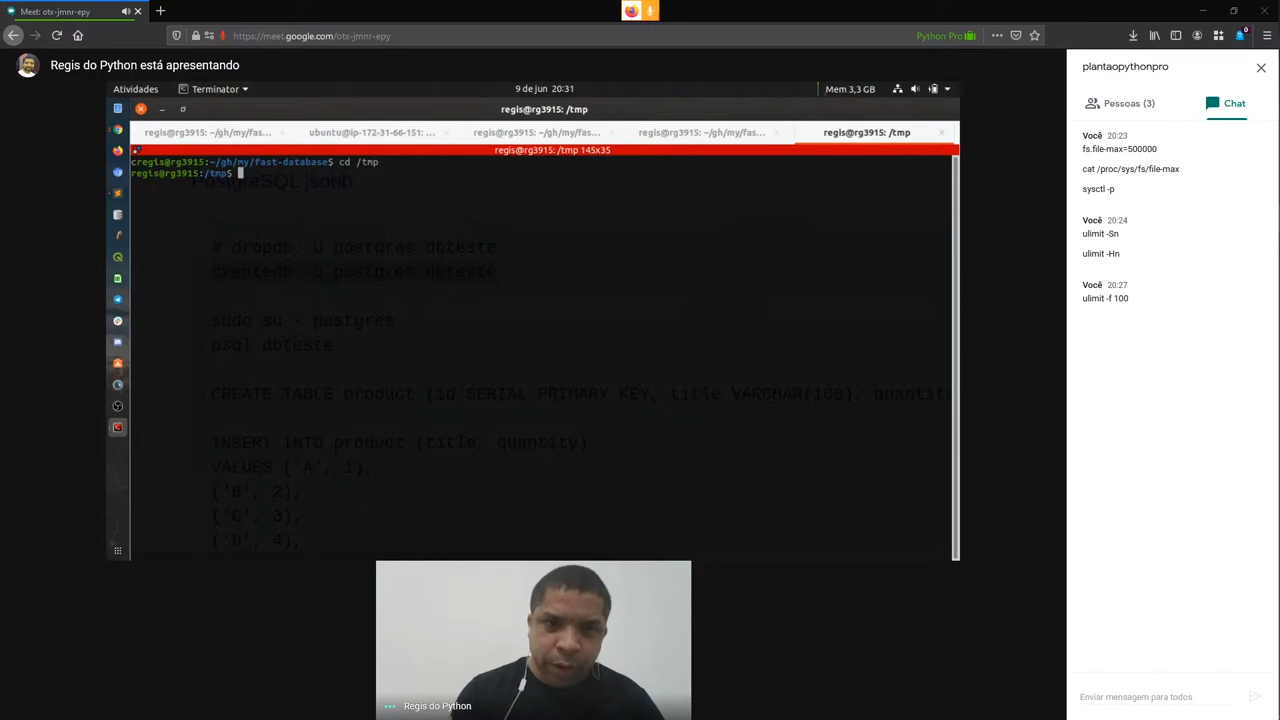 Meet: otx-jmnr-epy
https://meet.google.com/otx-jmnr-epy
Python Pro
Regis do Python está apresentando
Atividades
Terminator
9 de jun 20:31
Mem 3,3 GB
regis@rg3915: /tmp
regis@rg3915: ~/gh/my/fas...
ubuntu@ip-172-31-66-151: ...
regis@rg3915: ~/gh/my/fas...
regis@rg3915: ~/gh/my/fas...
regis@rg3915: /tmp
regis@rg3915: /tmp 145x35
cregis@rg3915:~/gh/my/fast-database$ cd /tmp
regis@rg3915:/tmp$
PostgreSQL jsonb
# dropdb -U postgres dbteste
createdb -U postgres dbteste
sudo su - postgres
psql dbteste
CREATE TABLE product (id SERIAL PRIMARY KEY, title VARCHAR(100), quantity
INSERT INTO product (title, quantity)
VALUES ('A', 1),
('B', 2),
('C', 3),
('D', 4),
Regis do Python
plantaopythonpro
Pessoas (3)
Chat
Você 20:23
fs.file-max=500000
cat /proc/sys/fs/file-max
sysctl -p
Você 20:24
ulimit -Sn
ulimit -Hn
Você 20:27
ulimit -f 100
Enviar mensagem para todos